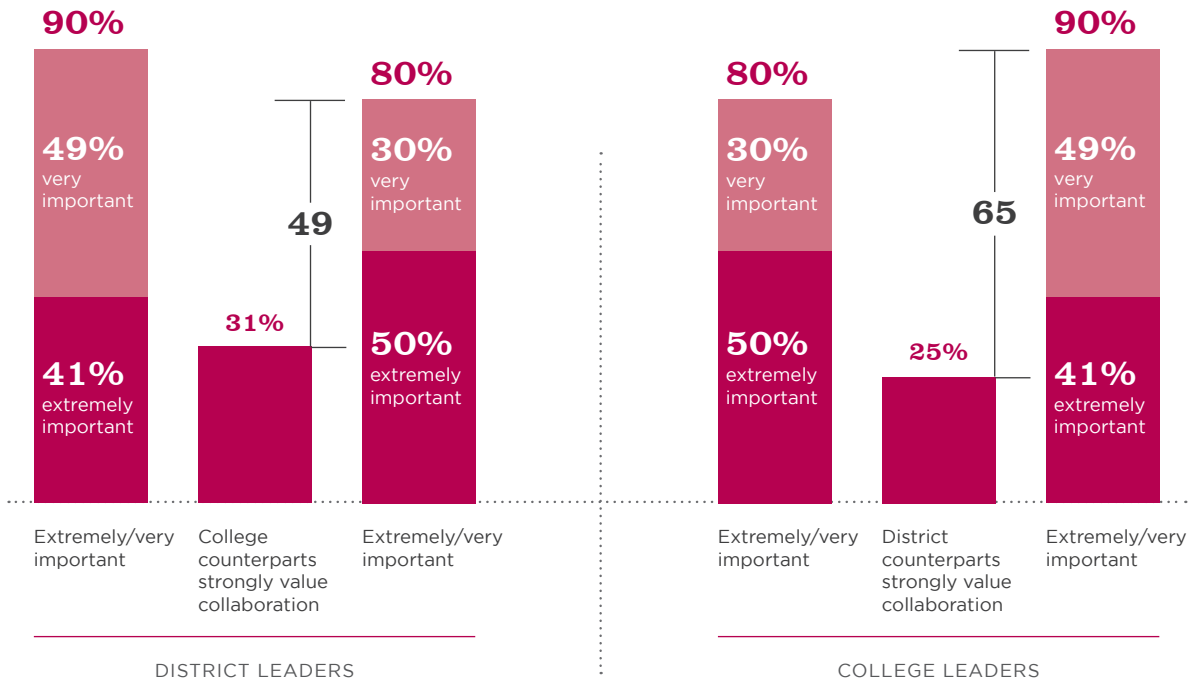 90%
49%
very
important
41%
extremely
important
31%
49
80%
30%
very
important
50%
extremely
important
Extremely/very
important
College
counterparts
strongly value
collaboration
Extremely/very
important
DISTRICT LEADERS
80%
30%
very
important
50%
extremely
important
25%
65
90%
49%
very
important
41%
extremely
important
Extremely/very
important
District
counterparts
strongly value
collaboration
Extremely/very
important
COLLEGE LEADERS